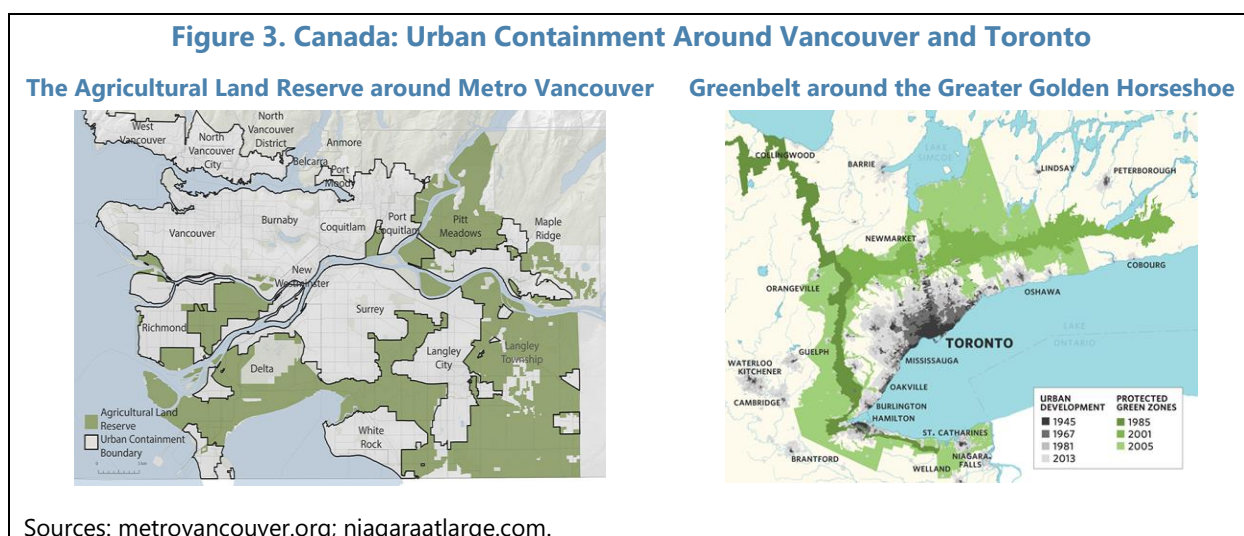 Figure 3. Canada: Urban Containment Around Vancouver and Toronto
The Agricultural Land Reserve around Metro Vancouver
Greenbelt around the Greater Golden Horseshoe
West
Vancouver
North
Vancouver
City
North
Vancouver
District
Belcarra
Anmore
Port
Moody
Vancouver
Burnaby
Coquitlam
Port
Coquitlam
Pitt
Meadows
Maple
Ridge
New
Westminster
Richmond
Surrey
Delta
Langley
City
Langley
Township
White
Rock
Agricultural Land
Reserve
Urban Containment
Boundary
COLLINGWOOD
BARRIE
LAKE
SIMCOE
LINDSAY
PETERBOROUGH
NEWMARKET
ORANGEVILLE
COBOURG
OSHAWA
TORONTO
LAKE
ONTARIO
GUELPH
MISSISSAUGA
WATERLOO
KITCHENER
OAKVILLE
CAMBRIDGE
BURLINGTON
HAMILTON
ST. CATHARINES
BRANTFORD
WELLAND
NIAGARA
FALLS
URBAN
DEVELOPMENT
1945
1967
1981
2013
PROTECTED
GREEN ZONES
1985
2001
2005
Sources: metrovancouver.org; niagaraatlarge.com.